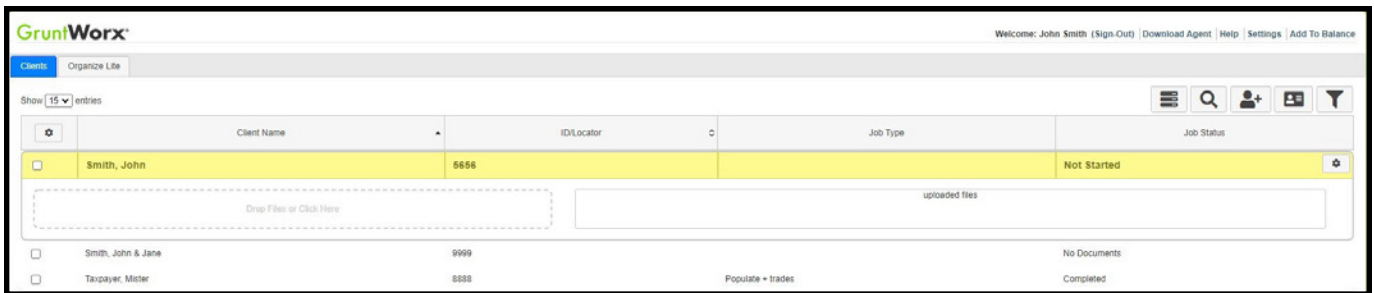 GruntWorx
Welcome: John Smith (Sign-Out) Download Agent Help Settings Add To Balance
Clients Organize Lite
Show 15 entries
Client Name ID/Locator Job Type Job Status
Smith, John 5656 Not Started
Drop Files or Click Here uploaded files
Smith, John & Jane 9999 No Documents
Taxpayer, Mister 8888 Populate + trades Completed